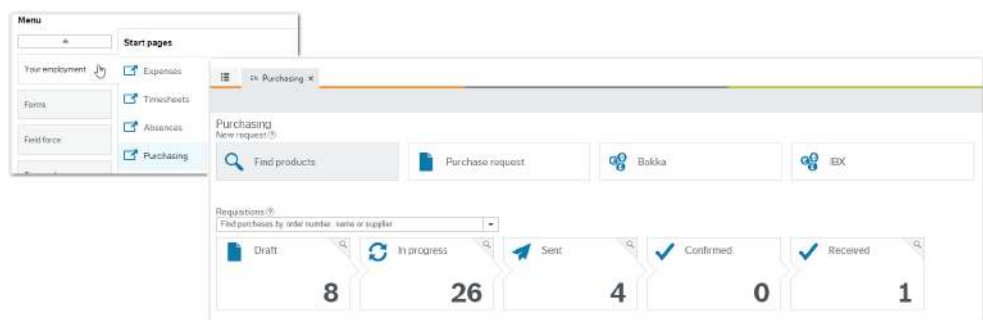 Menu
Start pages
Your employment
Expenses
Forms
Timesheets
Field force
Absences
Purchasing
Purchasing ×
Purchasing
New request
Find products
Purchase request
Bakka
IBX
Requisitions
Find purchases by order number, name or supplier
Draft
In progress
Sent
Confirmed
Received
8
26
4
0
1